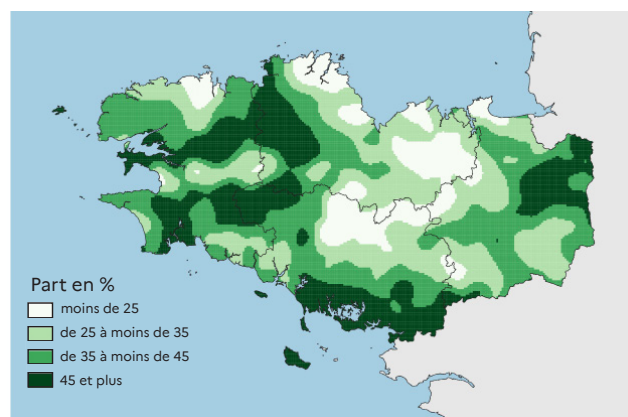 Part en %
moins de 25
de 25 à moins de 35
de 35 à moins de 45
45 et plus